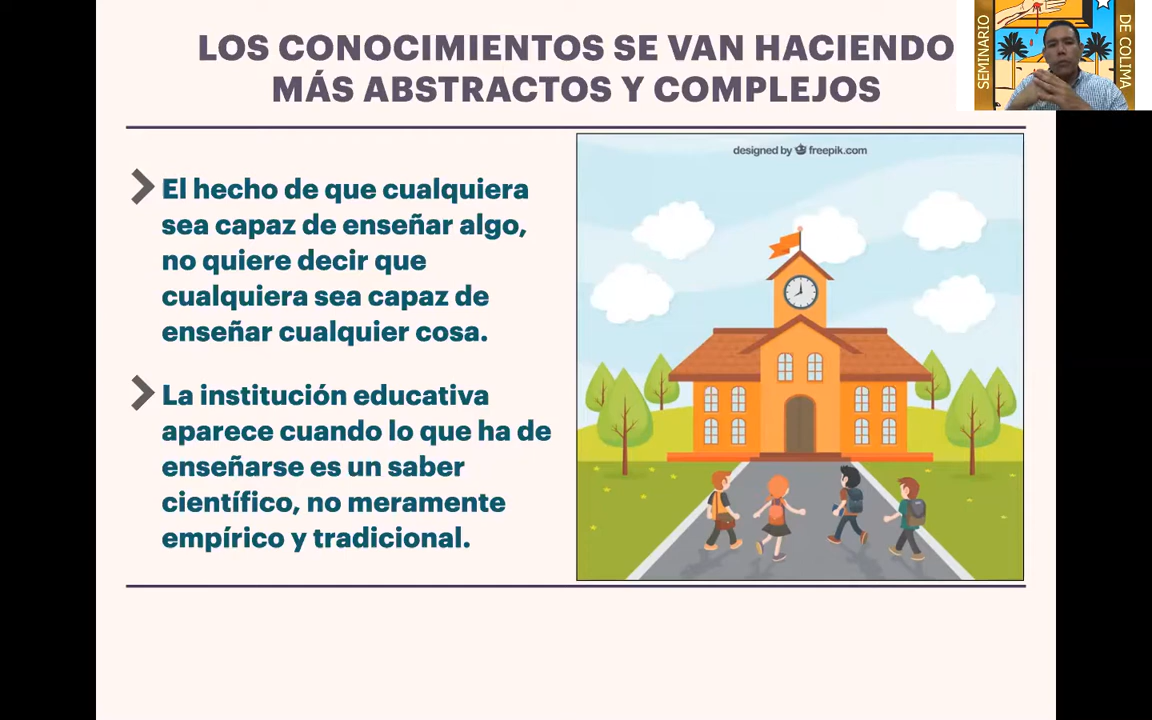 LOS CONOCIMIENTOS SE VAN HACIENDO
MÁS ABSTRACTOS Y COMPLEJOS
El hecho de que cualquiera
sea capaz de enseñar algo,
no quiere decir que
cualquiera sea capaz de
enseñar cualquier cosa.
La institución educativa
aparece cuando lo que ha de
enseñarse es un saber
científico, no meramente
empírico y tradicional.
designed by freepik.com
SEMINARIO
DE COLIMA